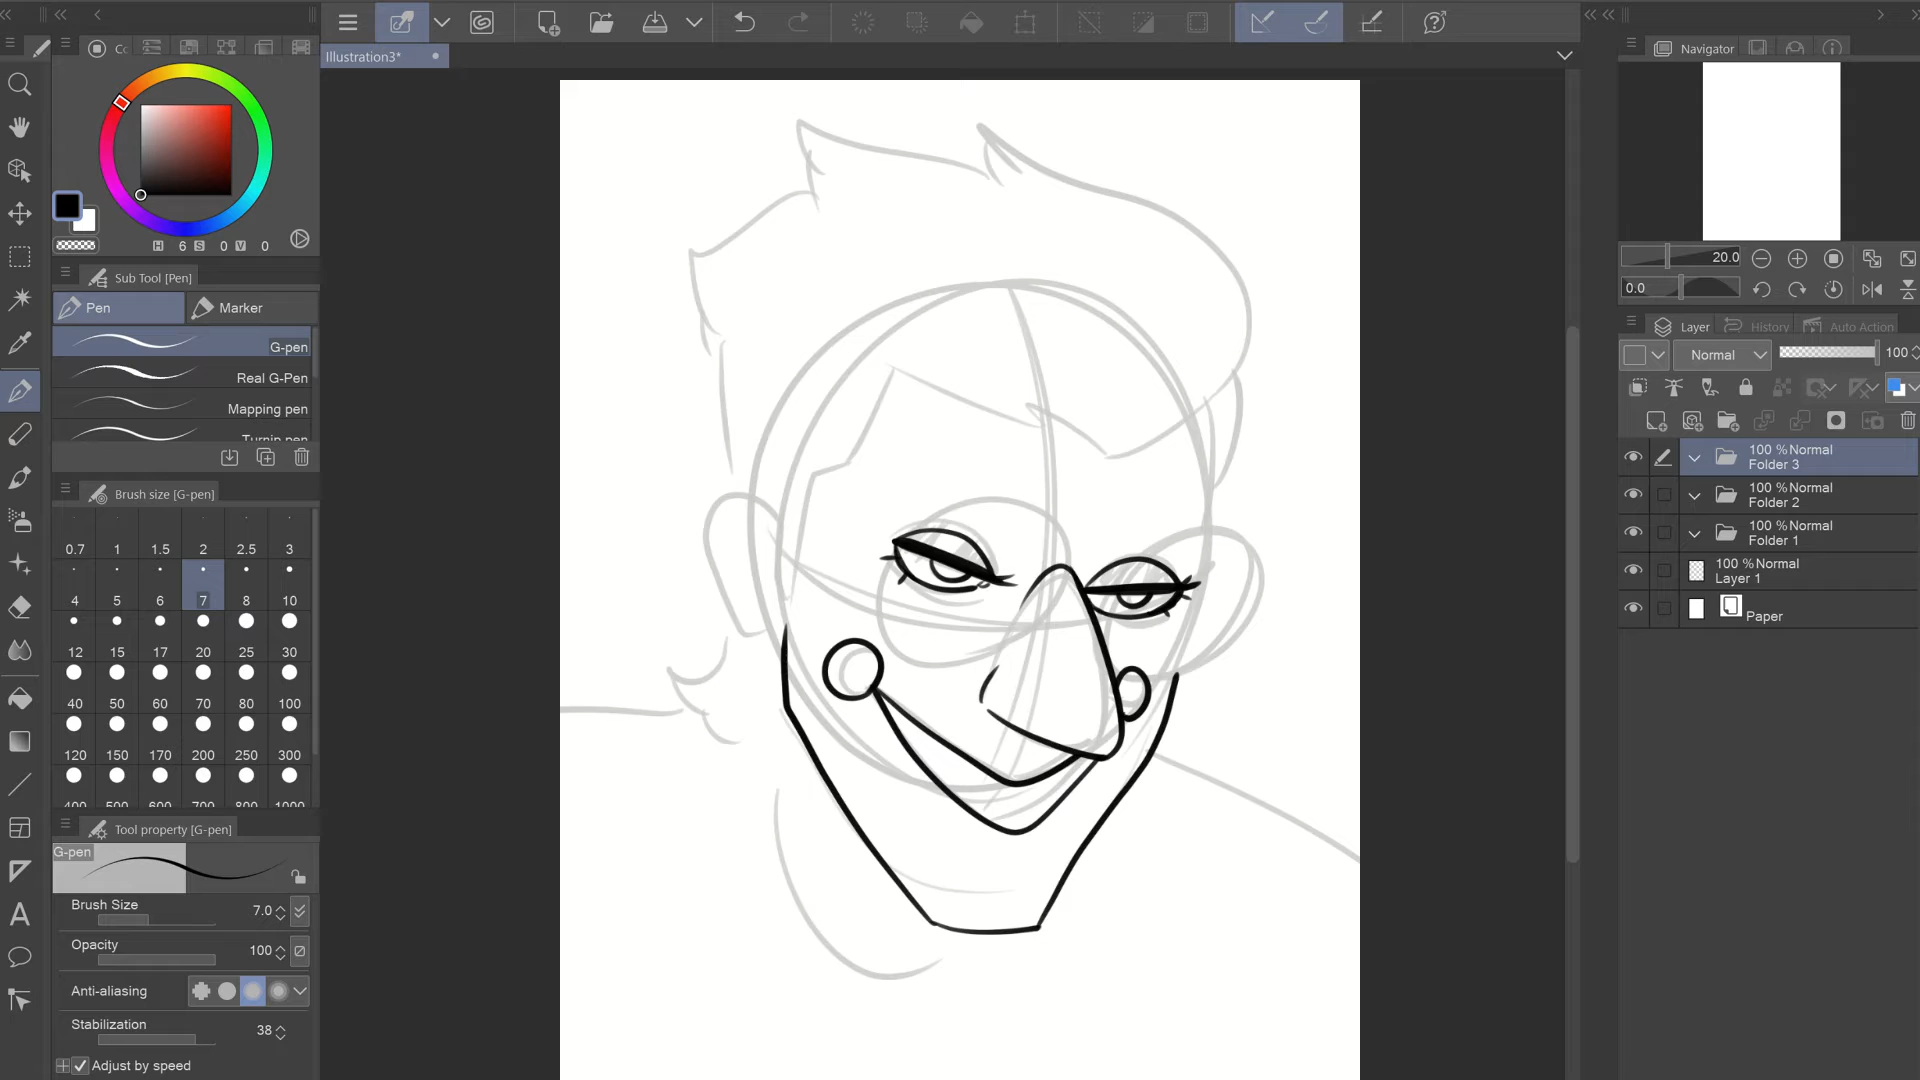 Illustration3*
Cc
H 6 S 0 V 0
Sub Tool [Pen]
Pen
Marker
G-pen
Real G-Pen
Mapping pen
Turnip pen
Brush size [G-pen]
0.7 1 1.5 2 2.5 3
4 5 6 7 8 10
12 15 17 20 25 30
40 50 60 70 80 100
120 150 170 200 250 300
400 500 600 700 800 1000
Tool property [G-pen]
G-pen
Brush Size 7.0
Opacity 100
Anti-aliasing
Stabilization 38
Adjust by speed
Navigator
20.0
0.0
Layer History Auto Action
Normal 100
100 %Normal
Folder 3
100 %Normal
Folder 2
100 %Normal
Folder 1
100 %Normal
Layer 1
Paper